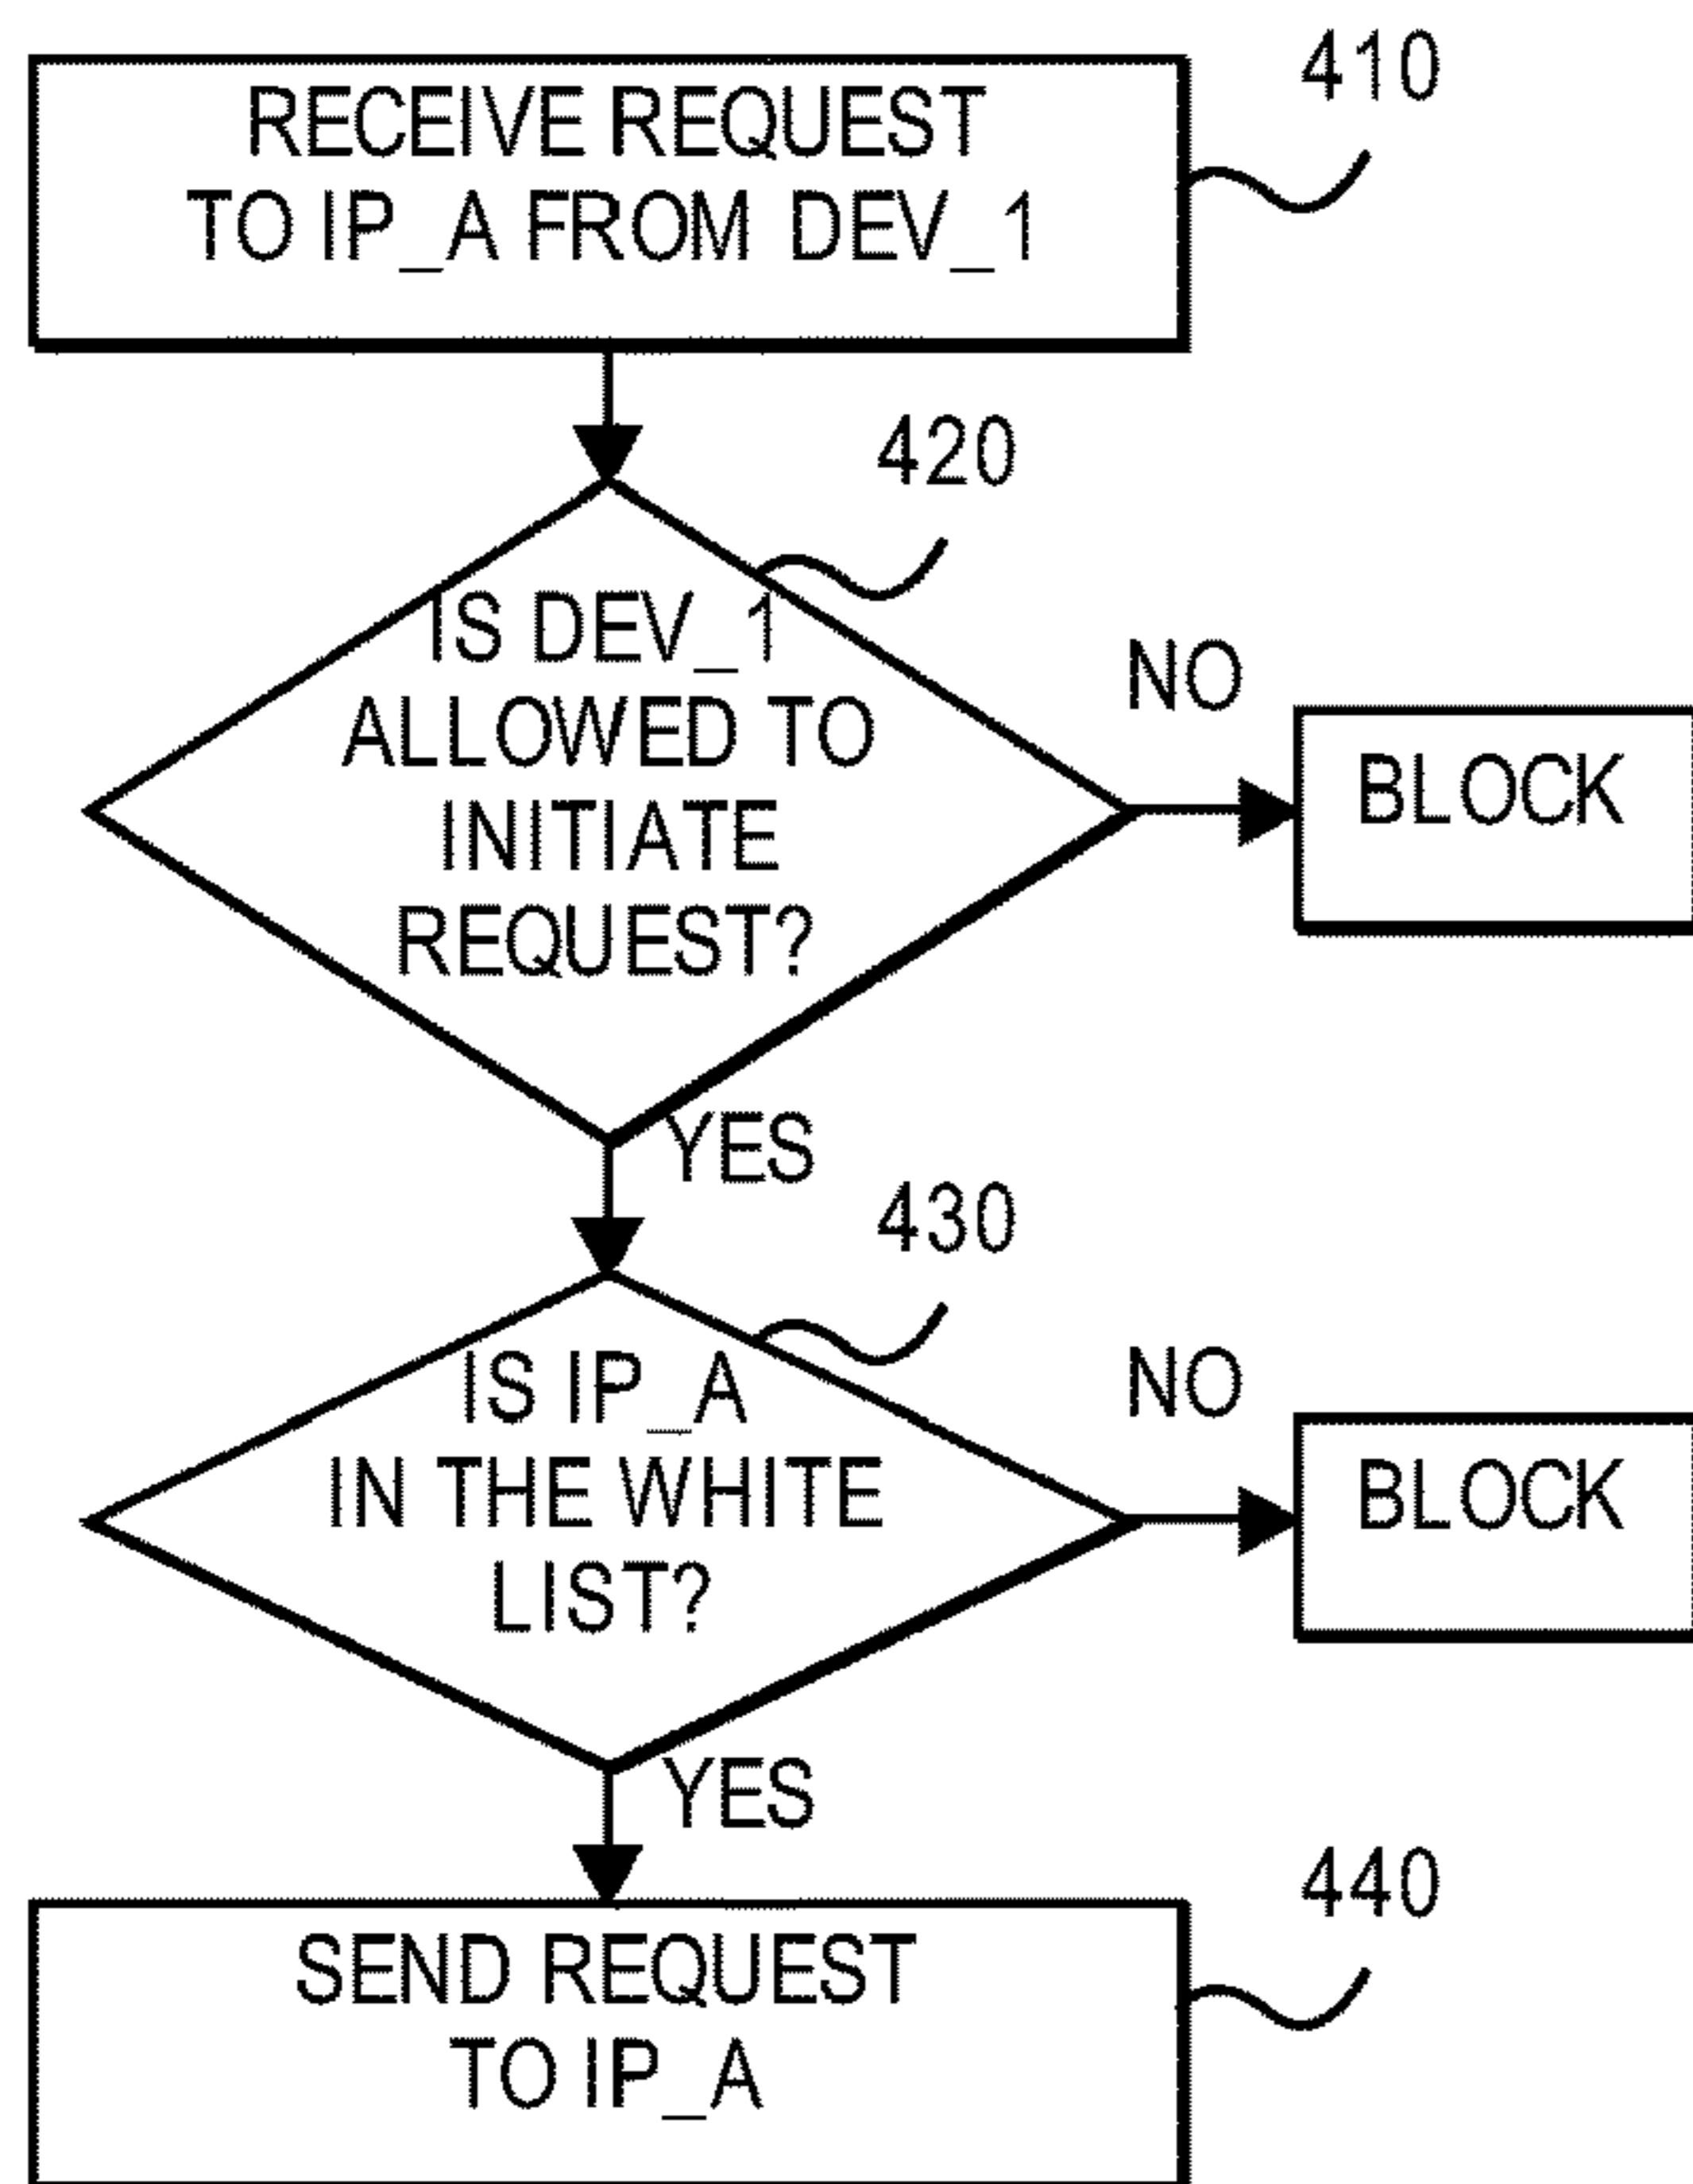 410
RECEIVE REQUEST
TO IP_A FROM DEV_1
420
IS DEV_1
ALLOWED TO
INITIATE
REQUEST?
NO
BLOCK
YES
430
IS IP_A
IN THE WHITE
LIST?
NO
BLOCK
YES
440
SEND REQUEST
TO IP_A